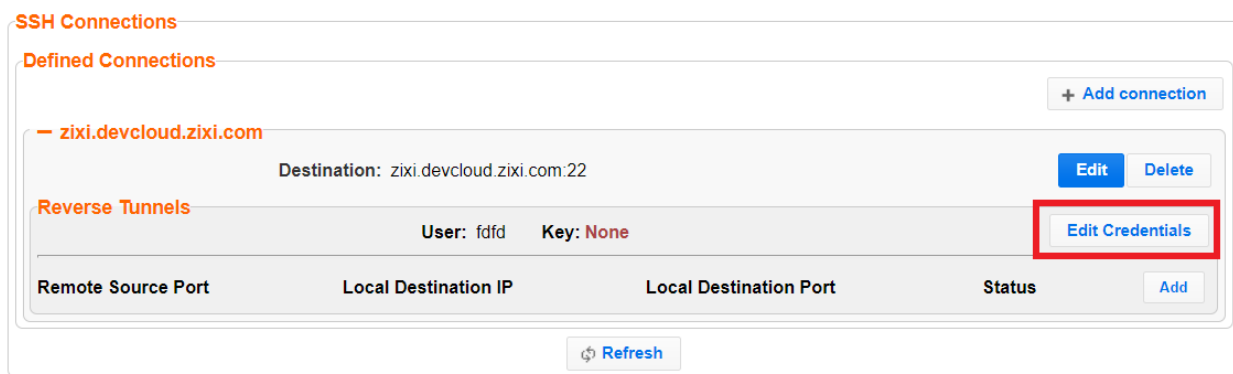 SSH Connections
Defined Connections
+ Add connection
− zixi.devcloud.zixi.com
Destination: zixi.devcloud.zixi.com:22
Edit Delete
Reverse Tunnels
User: fdfd Key: None
Edit Credentials
Remote Source Port Local Destination IP Local Destination Port Status Add
Refresh